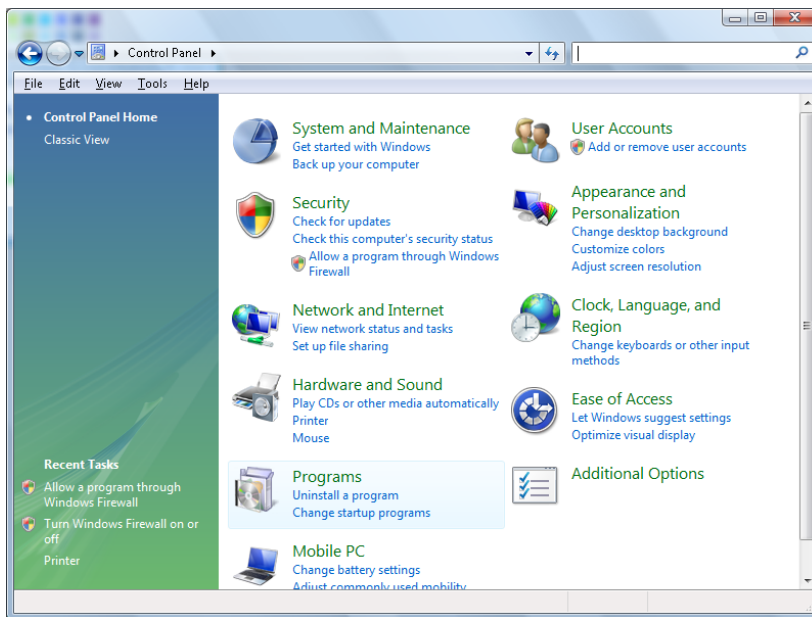 Control Panel
File Edit View Tools Help
Control Panel Home
Classic View
Recent Tasks
Allow a program through
Windows Firewall
Turn Windows Firewall on or
off
Printer
System and Maintenance
Get started with Windows
Back up your computer
Security
Check for updates
Check this computer's security status
Allow a program through Windows
Firewall
Network and Internet
View network status and tasks
Set up file sharing
Hardware and Sound
Play CDs or other media automatically
Printer
Mouse
Programs
Uninstall a program
Change startup programs
Mobile PC
Change battery settings
Adjust commonly used mobility
User Accounts
Add or remove user accounts
Appearance and
Personalization
Change desktop background
Customize colors
Adjust screen resolution
Clock, Language, and
Region
Change keyboards or other input
methods
Ease of Access
Let Windows suggest settings
Optimize visual display
Additional Options